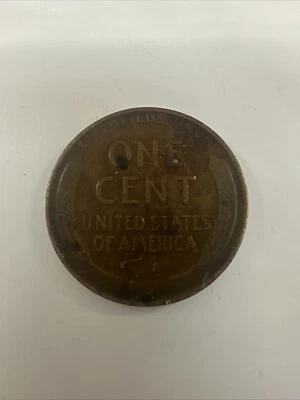 ONE
CENT
UNITED STATES
OF AMERICA